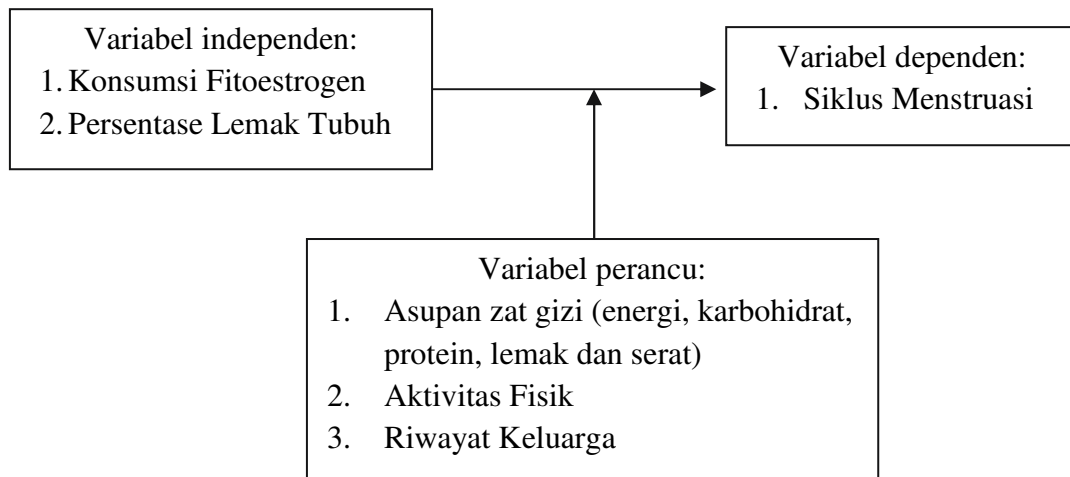 Variabel independen:
1. Konsumsi Fitoestrogen
2. Persentase Lemak Tubuh
Variabel dependen:
1. Siklus Menstruasi
Variabel perancu:
1. Asupan zat gizi (energi, karbohidrat,
protein, lemak dan serat)
2. Aktivitas Fisik
3. Riwayat Keluarga